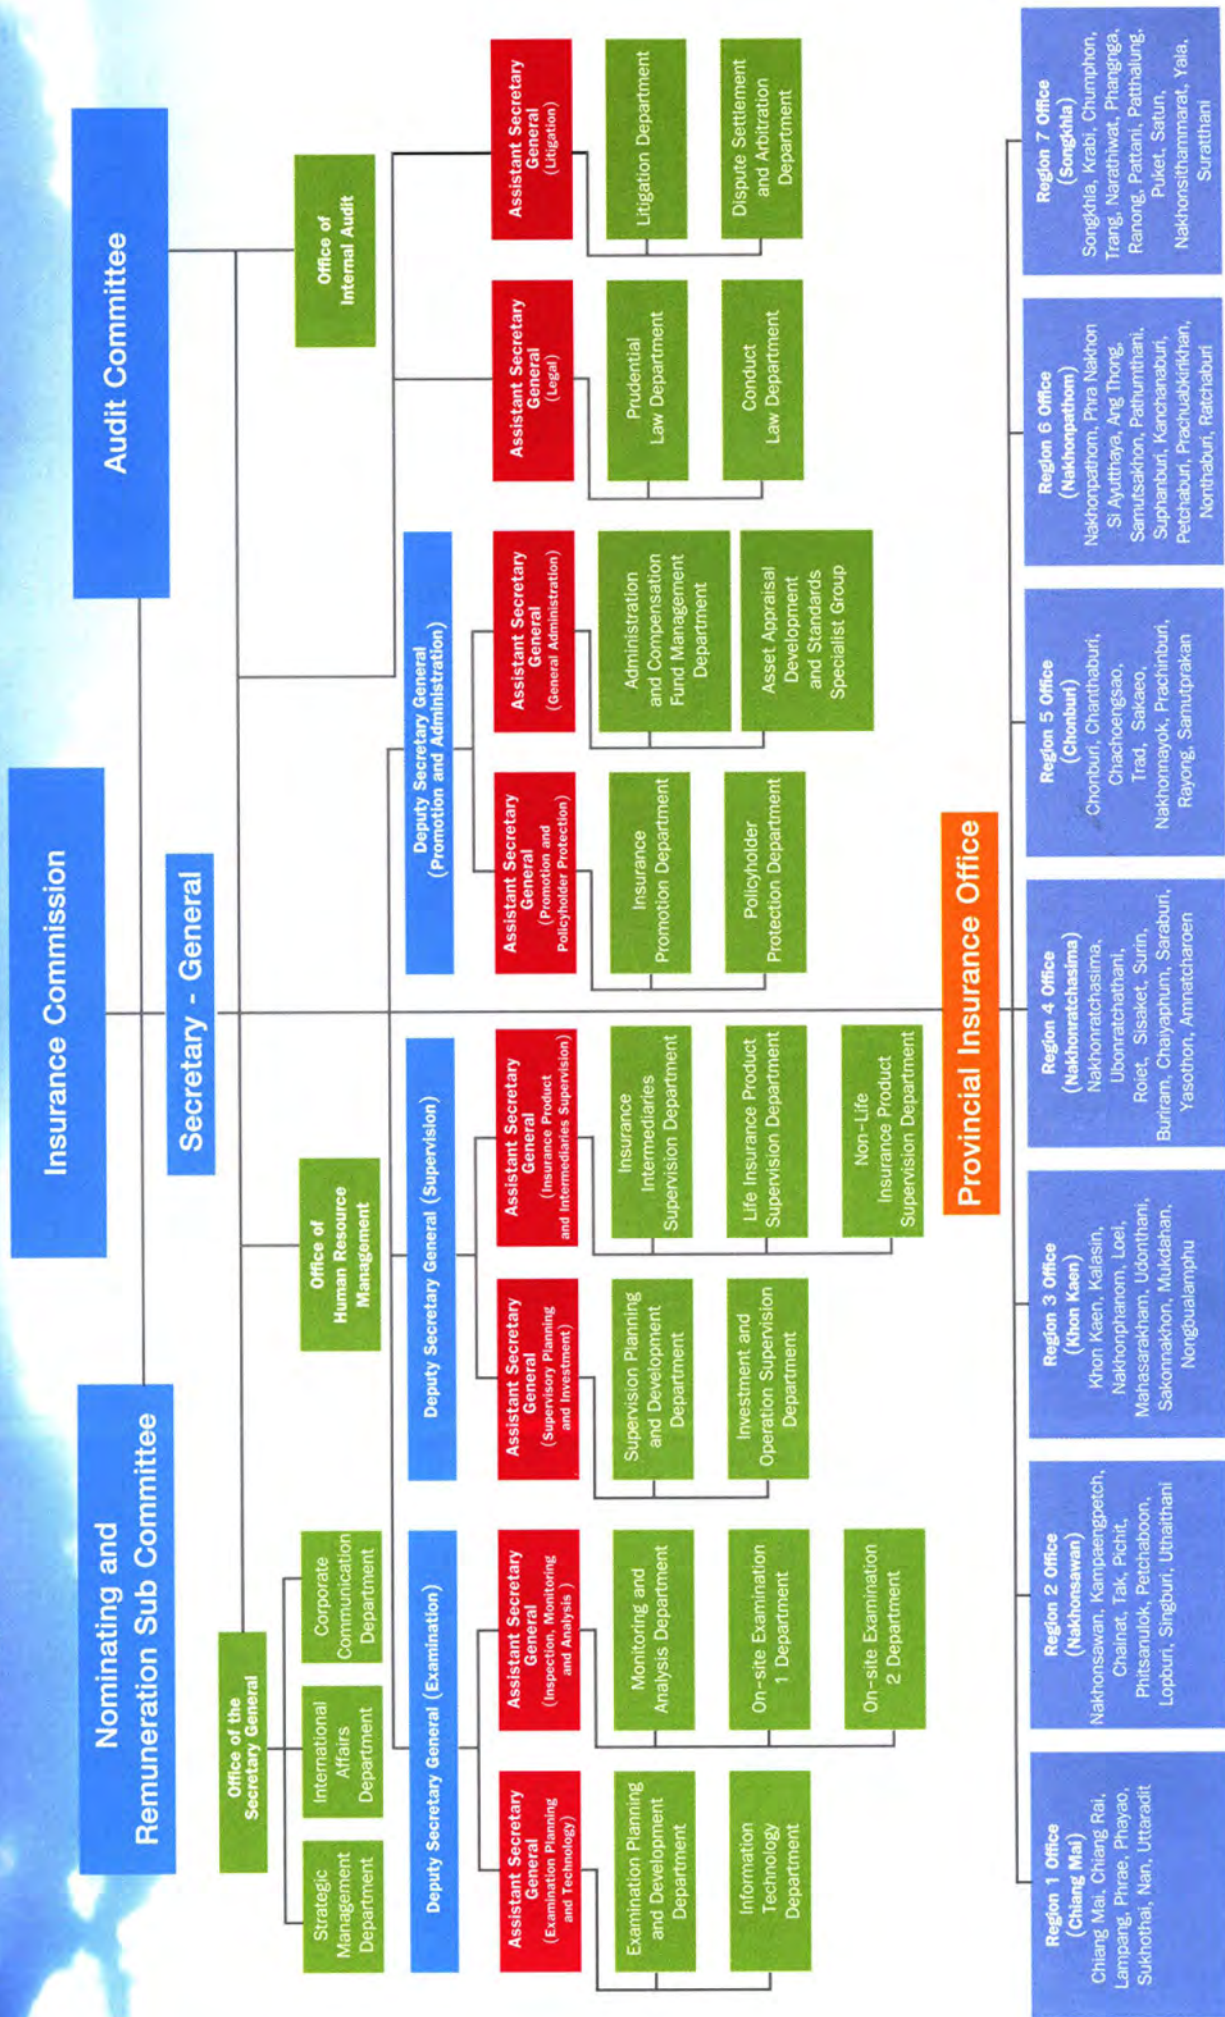 Insurance Commission
Nominating and
Remuneration Sub Committee
Audit Committee
Secretary - General
Office of the
Secretary General
Strategic
Management
Department
International
Affairs
Department
Corporate
Communication
Department
Office of
Human Resource
Management
Office of
Internal Audit
Deputy Secretary General (Examination)
Deputy Secretary General (Supervision)
Deputy Secretary General
(Promotion and Administration)
Assistant Secretary
General
(Examination Planning
and Technology)
Examination Planning
and Development
Department
Information
Technology
Department
Assistant Secretary
General
(Inspection, Monitoring
and Analysis )
Monitoring and
Analysis Department
On-site Examination
1 Department
On-site Examination
2 Department
Assistant Secretary
General
(Supervisory Planning
and Investment)
Supervision Planning
and Development
Department
Investment and
Operation Supervision
Department
Assistant Secretary
General
(Insurance Product
and Intermediaries Supervision)
Insurance
Intermediaries
Supervision Department
Life Insurance Product
Supervision Department
Non-Life
Insurance Product
Supervision Department
Assistant Secretary
General
(Promotion and
Policyholder Protection)
Insurance
Promotion Department
Policyholder
Protection Department
Assistant Secretary
General
(General Administration)
Administration
and Compensation
Fund Management
Department
Asset Appraisal
Development
and Standards
Specialist Group
Assistant Secretary
General
(Legal)
Prudential
Law Department
Conduct
Law Department
Assistant Secretary
General
(Litigation)
Litigation Department
Dispute Settlement
and Arbitration
Department
Provincial Insurance Office
Region 1 Office
(Chiang Mai)
Chiang Mai, Chiang Rai,
Lampang, Phrae, Phayao,
Sukhothai, Nan, Uttaradit
Region 2 Office
(Nakhonsawan)
Nakhonsawan, Kampaengpetch,
Chainat, Tak, Pichit,
Phitsanulok, Petchaboon,
Lopburi, Singburi, Uthaithani
Region 3 Office
(Khon Kaen)
Khon Kaen, Kalasin,
Nakhonphanom, Loei,
Mahasarakham, Udonthani,
Sakonnakhon, Mukdahan,
Nongbualamphu
Region 4 Office
(Nakhonratchasima)
Nakhonratchasima,
Ubonratchathani,
Roiet, Sisaket, Surin,
Buriram, Chaiyaphum, Saraburi,
Yasothon, Amnatcharoen
Region 5 Office
(Chonburi)
Chonburi, Chanthaburi,
Chachoengsao,
Trad, Sakaeo,
Nakhonnayok, Prachinburi,
Rayong, Samutprakan
Region 6 Office
(Nakhonpathom)
Nakhonpathom, Phra Nakhon
Si Ayutthaya, Ang Thong,
Samutsakhon, Pathumthani,
Suphanburi, Kanchanaburi,
Petchaburi, Prachuabkirikhan,
Nonthaburi, Ratchaburi
Region 7 Office
(Songkhla)
Songkhla, Krabi, Chumphon,
Trang, Narathiwat, Phangnga,
Ranong, Pattani, Patthalung,
Puket, Satun,
Nakhonsithammarat, Yala,
Suratthani